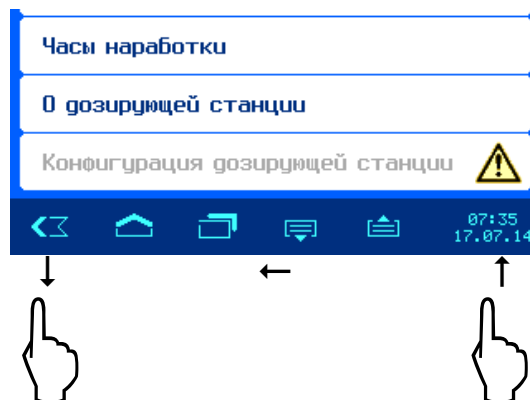 Часы наработки
О дозирующей станции
Конфигурация дозирующей станции
07:35
17.07.14